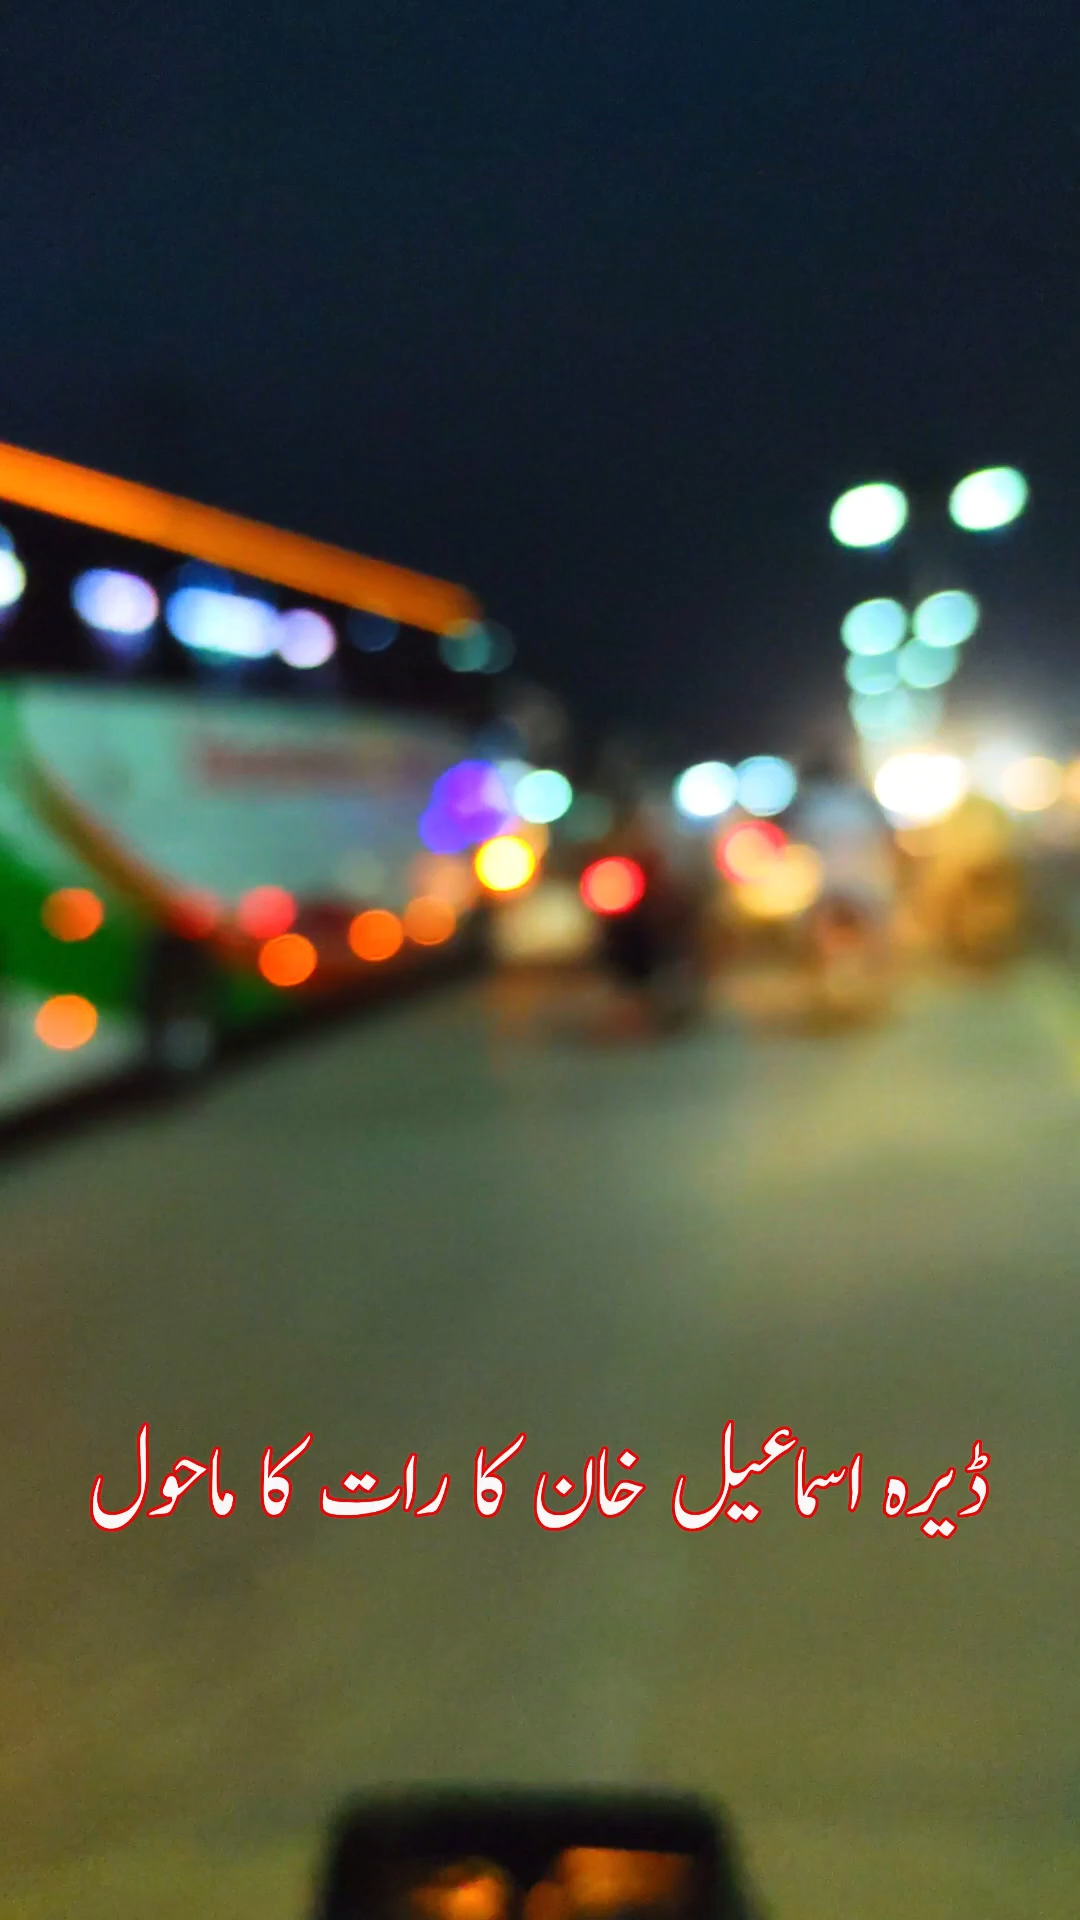 ڈیرہ اسماعیل خان کا رات کا ماحول